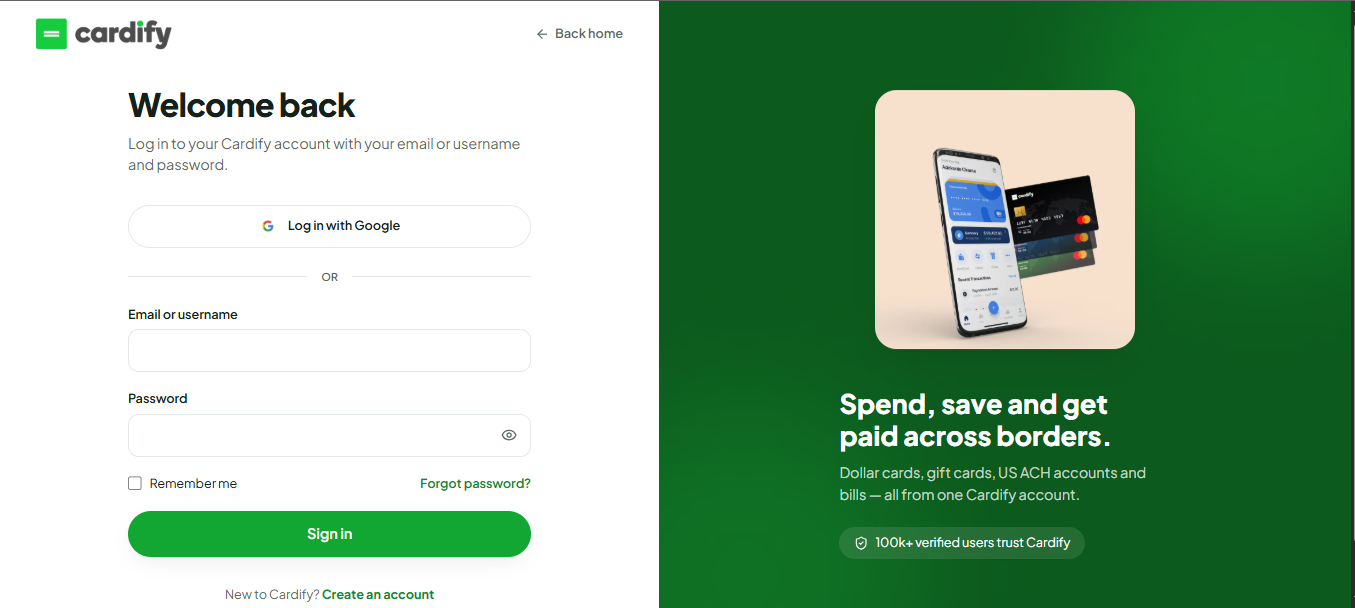 cardify
Back home
Welcome back
Log in to your Cardify account with your email or username
and password.
Log in with Google
OR
Email or username
Password
Remember me
Forgot password?
Sign in
New to Cardify? Create an account
cardify
Spend, save and get
paid across borders.
Dollar cards, gift cards, US ACH accounts and
bills — all from one Cardify account.
100k+ verified users trust Cardify